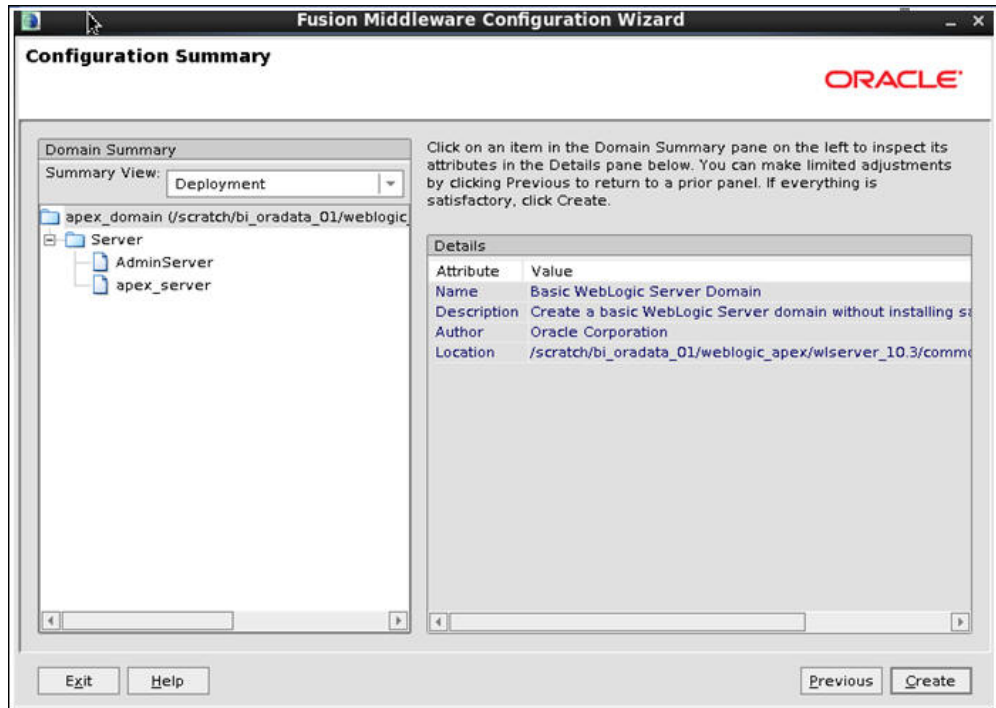 Fusion Middleware Configuration Wizard
Configuration Summary
ORACLE
Domain Summary
Summary View: Deployment
apex_domain (/scratch/bi_oradata_01/weblogic_
Server
AdminServer
apex_server
Click on an item in the Domain Summary pane on the left to inspect its
attributes in the Details pane below. You can make limited adjustments
by clicking Previous to return to a prior panel. If everything is
satisfactory, click Create.
Details
Attribute Value
Name Basic WebLogic Server Domain
Description Create a basic WebLogic Server domain without installing sa
Author Oracle Corporation
Location /scratch/bi_oradata_01/weblogic_apex/wlserver_10.3/commo
Exit Help Previous Create